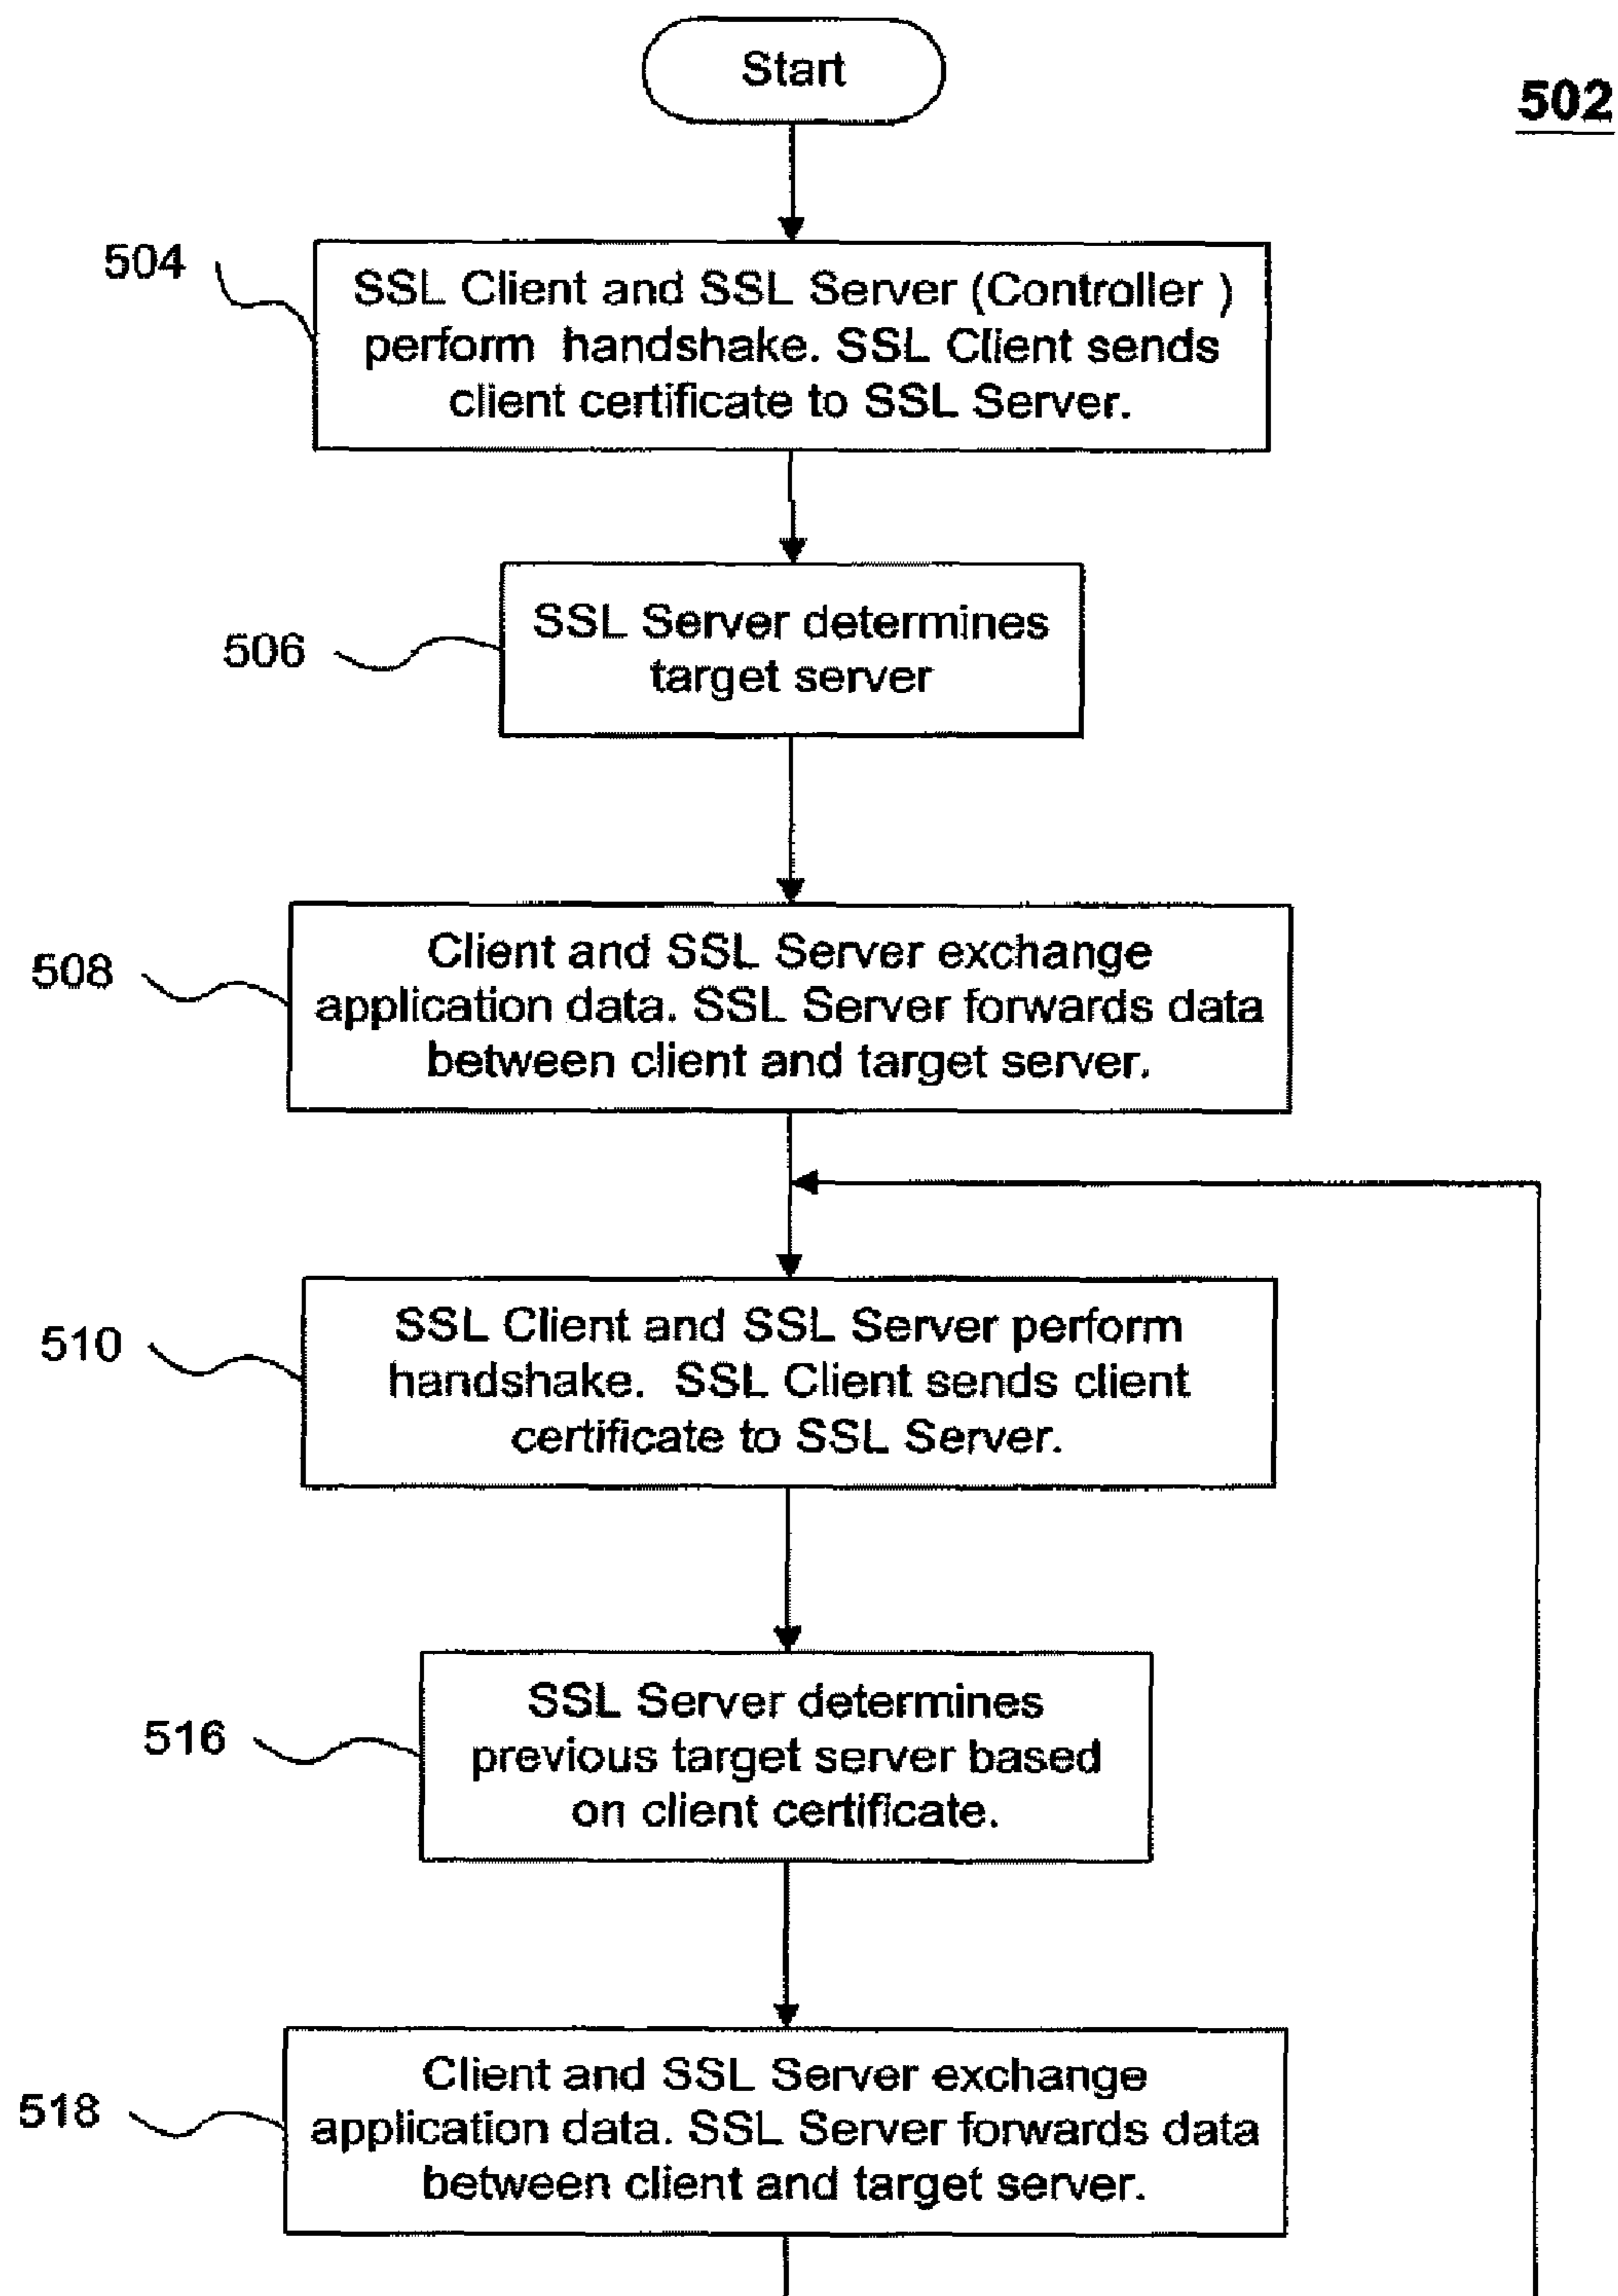 Start
502
504
SSL Client and SSL Server (Controller )
perform handshake. SSL Client sends
client certificate to SSL Server.
506
SSL Server determines
target server
508
Client and SSL Server exchange
application data. SSL Server forwards data
between client and target server.
510
SSL Client and SSL Server perform
handshake. SSL Client sends client
certificate to SSL Server.
516
SSL Server determines
previous target server based
on client certificate.
518
Client and SSL Server exchange
application data. SSL Server forwards data
between client and target server.